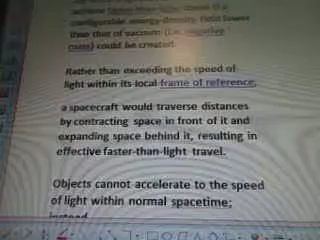 configurable energy-density field lower
than that of vacuum (i.e. negative
mass) could be created.
Rather than exceeding the speed of
light within its local frame of reference,
a spacecraft would traverse distances
by contracting space in front of it and
expanding space behind it, resulting in
effective faster-than-light travel.
Objects cannot accelerate to the speed
of light within normal spacetime;
instead